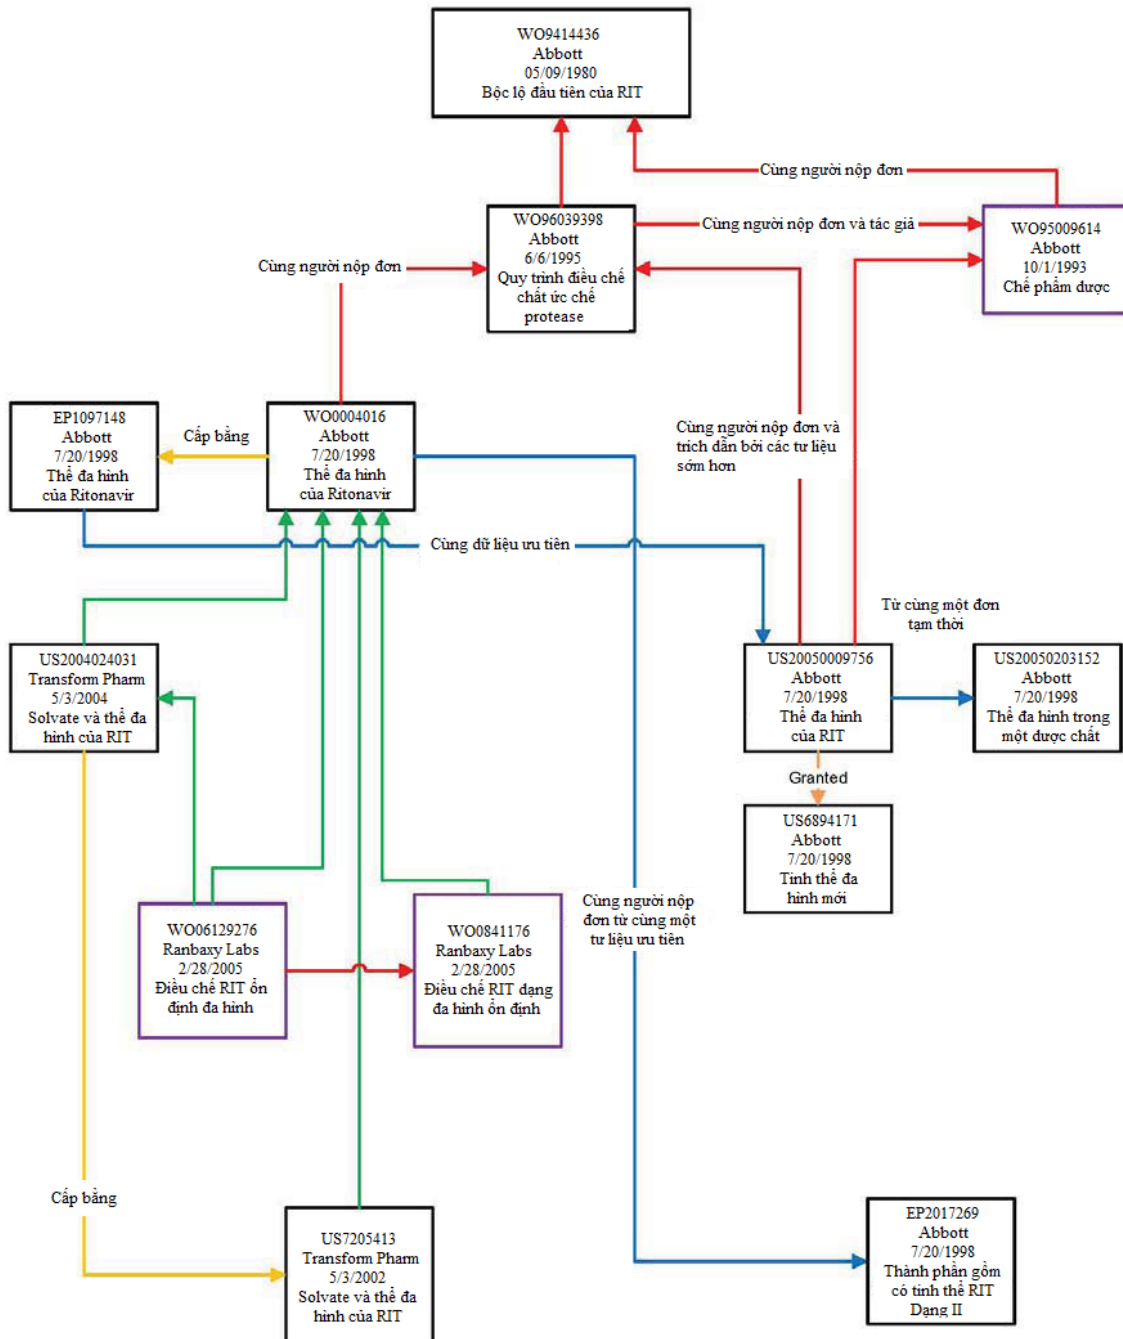 WO9414436
Abbott
05/09/1980
Bộc lộ đầu tiên của RIT
Cùng người nộp đơn
WO96039398
Abbott
6/6/1995
Quy trình điều chế
chất ức chế
protease
Cùng người nộp đơn và tác giả
WO95009614
Abbott
10/1/1993
Chế phẩm dược
Cùng người nộp đơn
EP1097148
Abbott
7/20/1998
Thể đa hình
của Ritonavir
Cấp bằng
WO0004016
Abbott
7/20/1998
Thể đa hình
của Ritonavir
Cùng người nộp đơn và
trích dẫn bởi các tư liệu
sớm hơn
Cùng dữ liệu ưu tiên
Từ cùng một đơn
tạm thời
US2004024031
Transform Pharm
5/3/2004
Solvate và thể đa
hình của RIT
US20050009756
Abbott
7/20/1998
Thể đa hình
của RIT
US20050203152
Abbott
7/20/1998
Thể đa hình trong
một dược chất
Granted
US6894171
Abbott
7/20/1998
Tinh thể đa
hình mới
WO06129276
Ranbaxy Labs
2/28/2005
Điều chế RIT ổn
định đa hình
WO0841176
Ranbaxy Labs
2/28/2005
Điều chế RIT dạng
đa hình ổn định
Cùng người nộp
đơn từ cùng một
tư liệu ưu tiên
Cấp bằng
US7205413
Transform Pharm
5/3/2002
Solvate và thể đa
hình của RIT
EP2017269
Abbott
7/20/1998
Thành phần gồm
có tinh thể RIT
Dạng II